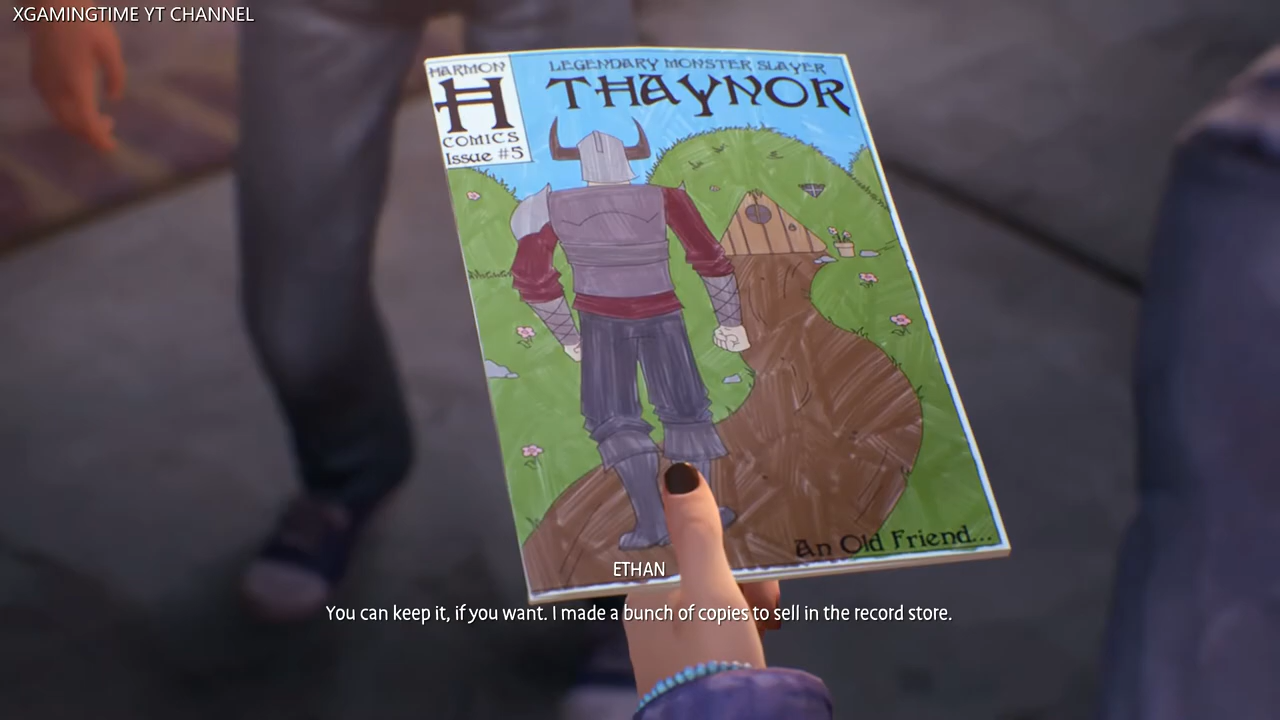 XGAMINGTIME YT CHANNEL
HARMON
H
COMICS
Issue #5
LEGENDARY MONSTER SLAYER
THAYNOR
An Old Friend...
ETHAN
You can keep it, if you want. I made a bunch of copies to sell in the record store.